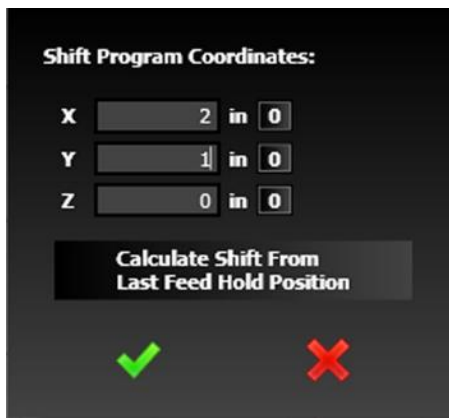 Shift Program Coordinates:
X 2 in 0
Y 1 in 0
Z 0 in 0
Calculate Shift From
Last Feed Hold Position